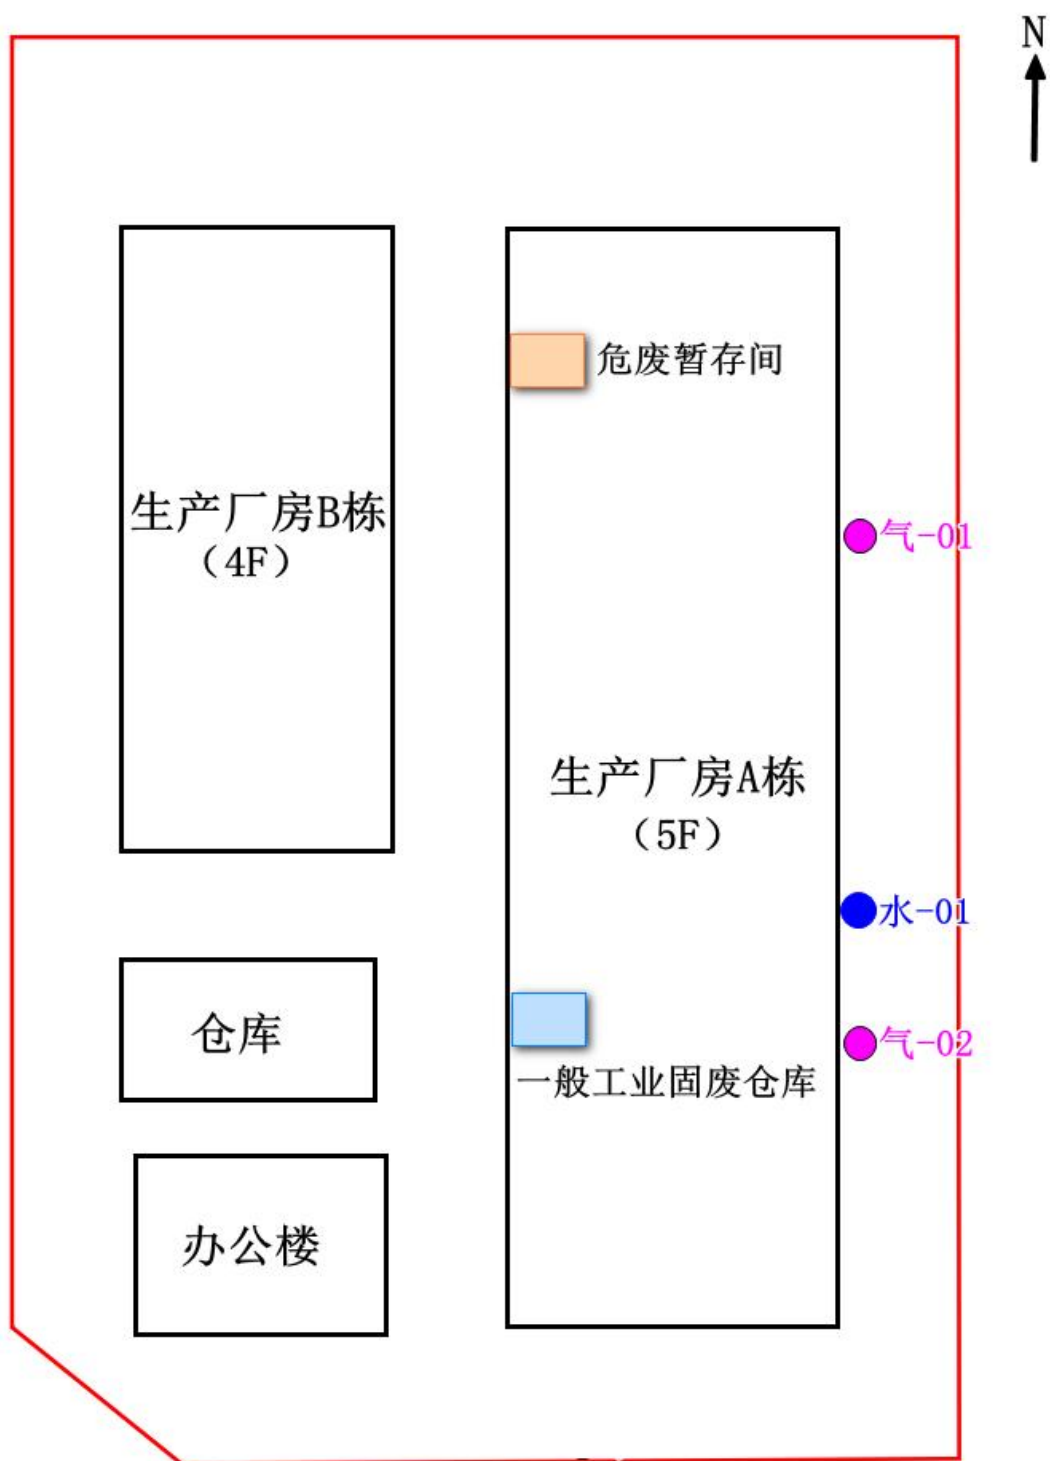 N
危废暂存间
生产厂房B栋
（4F）
气-01
生产厂房A栋
（5F）
水-01
仓库
气-02
一般工业固废仓库
办公楼